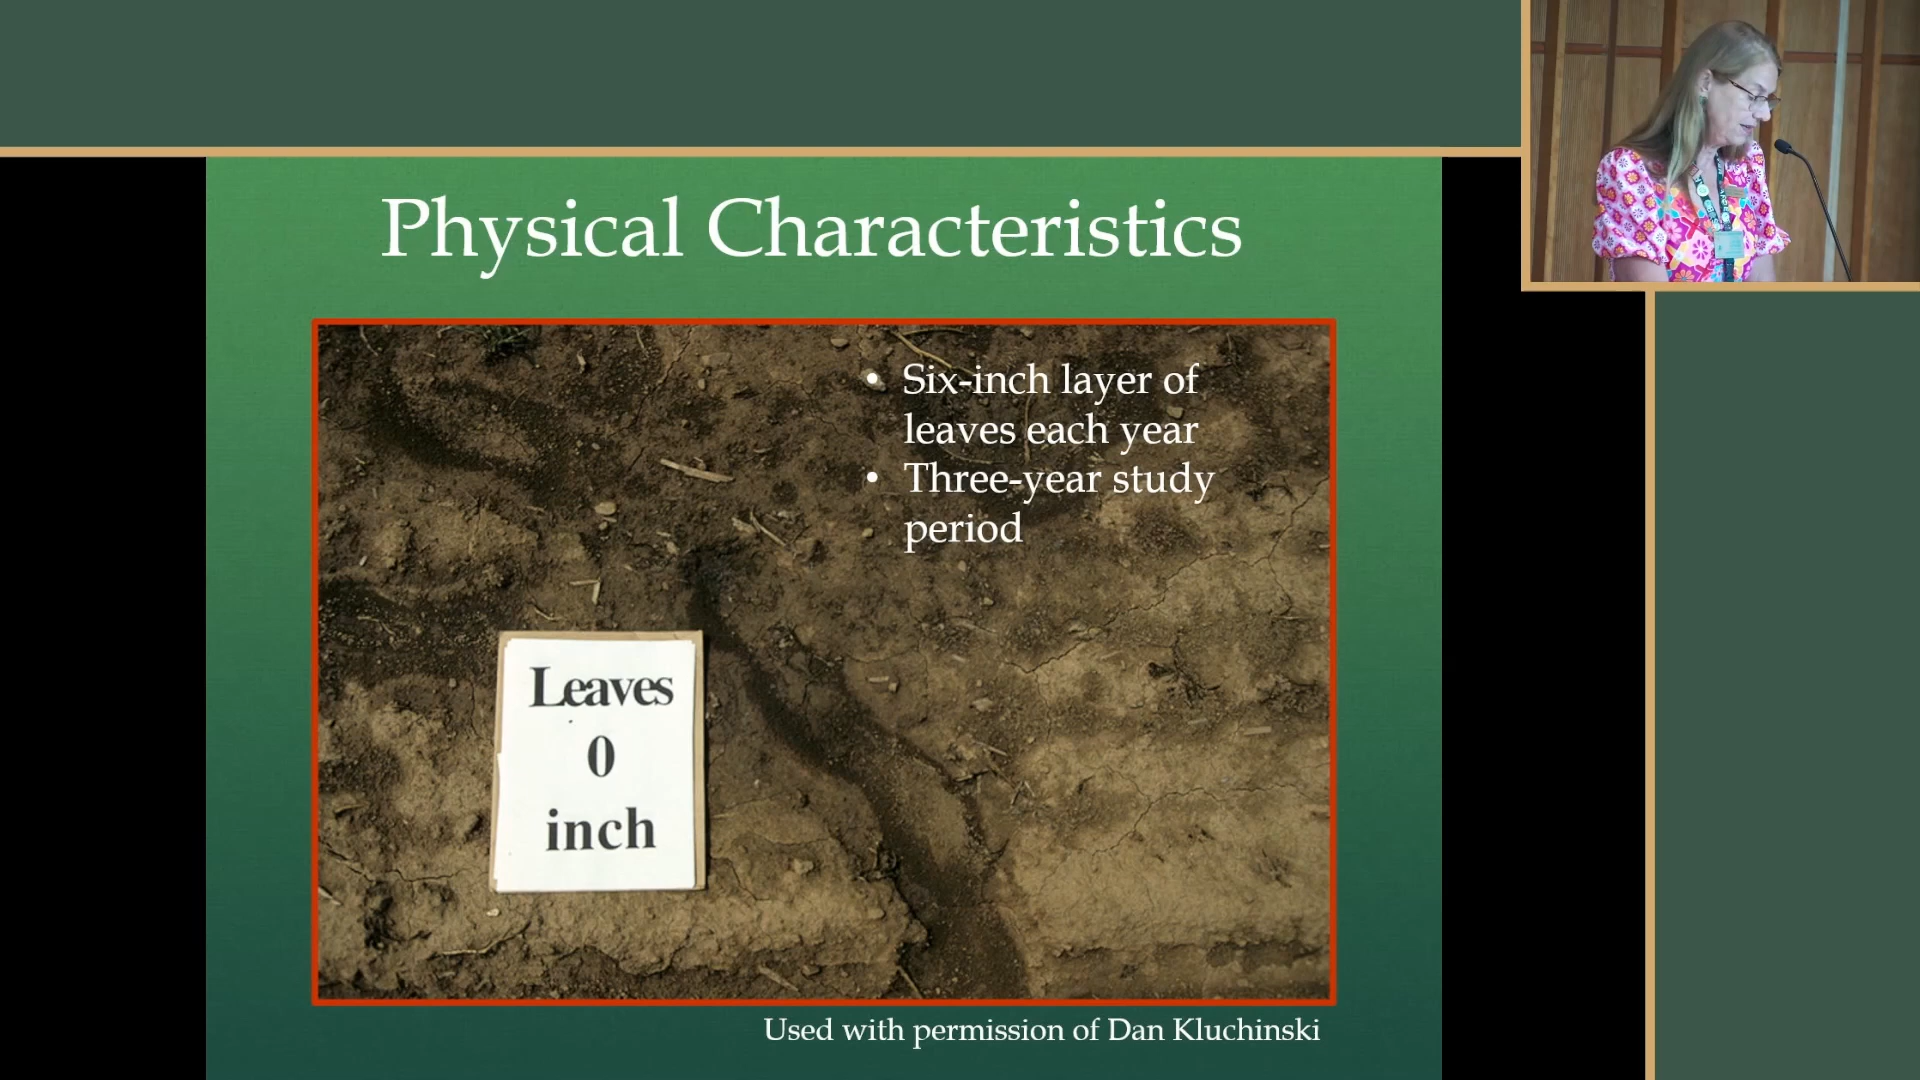 Physical Characteristics
• Six-inch layer of
leaves each year
• Three-year study
period
Leaves
0
inch
Used with permission of Dan Kluchinski